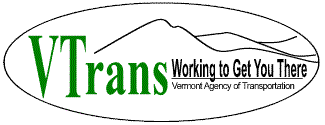 VTrans
Working to Get You There
Vermont Agency of Transportation